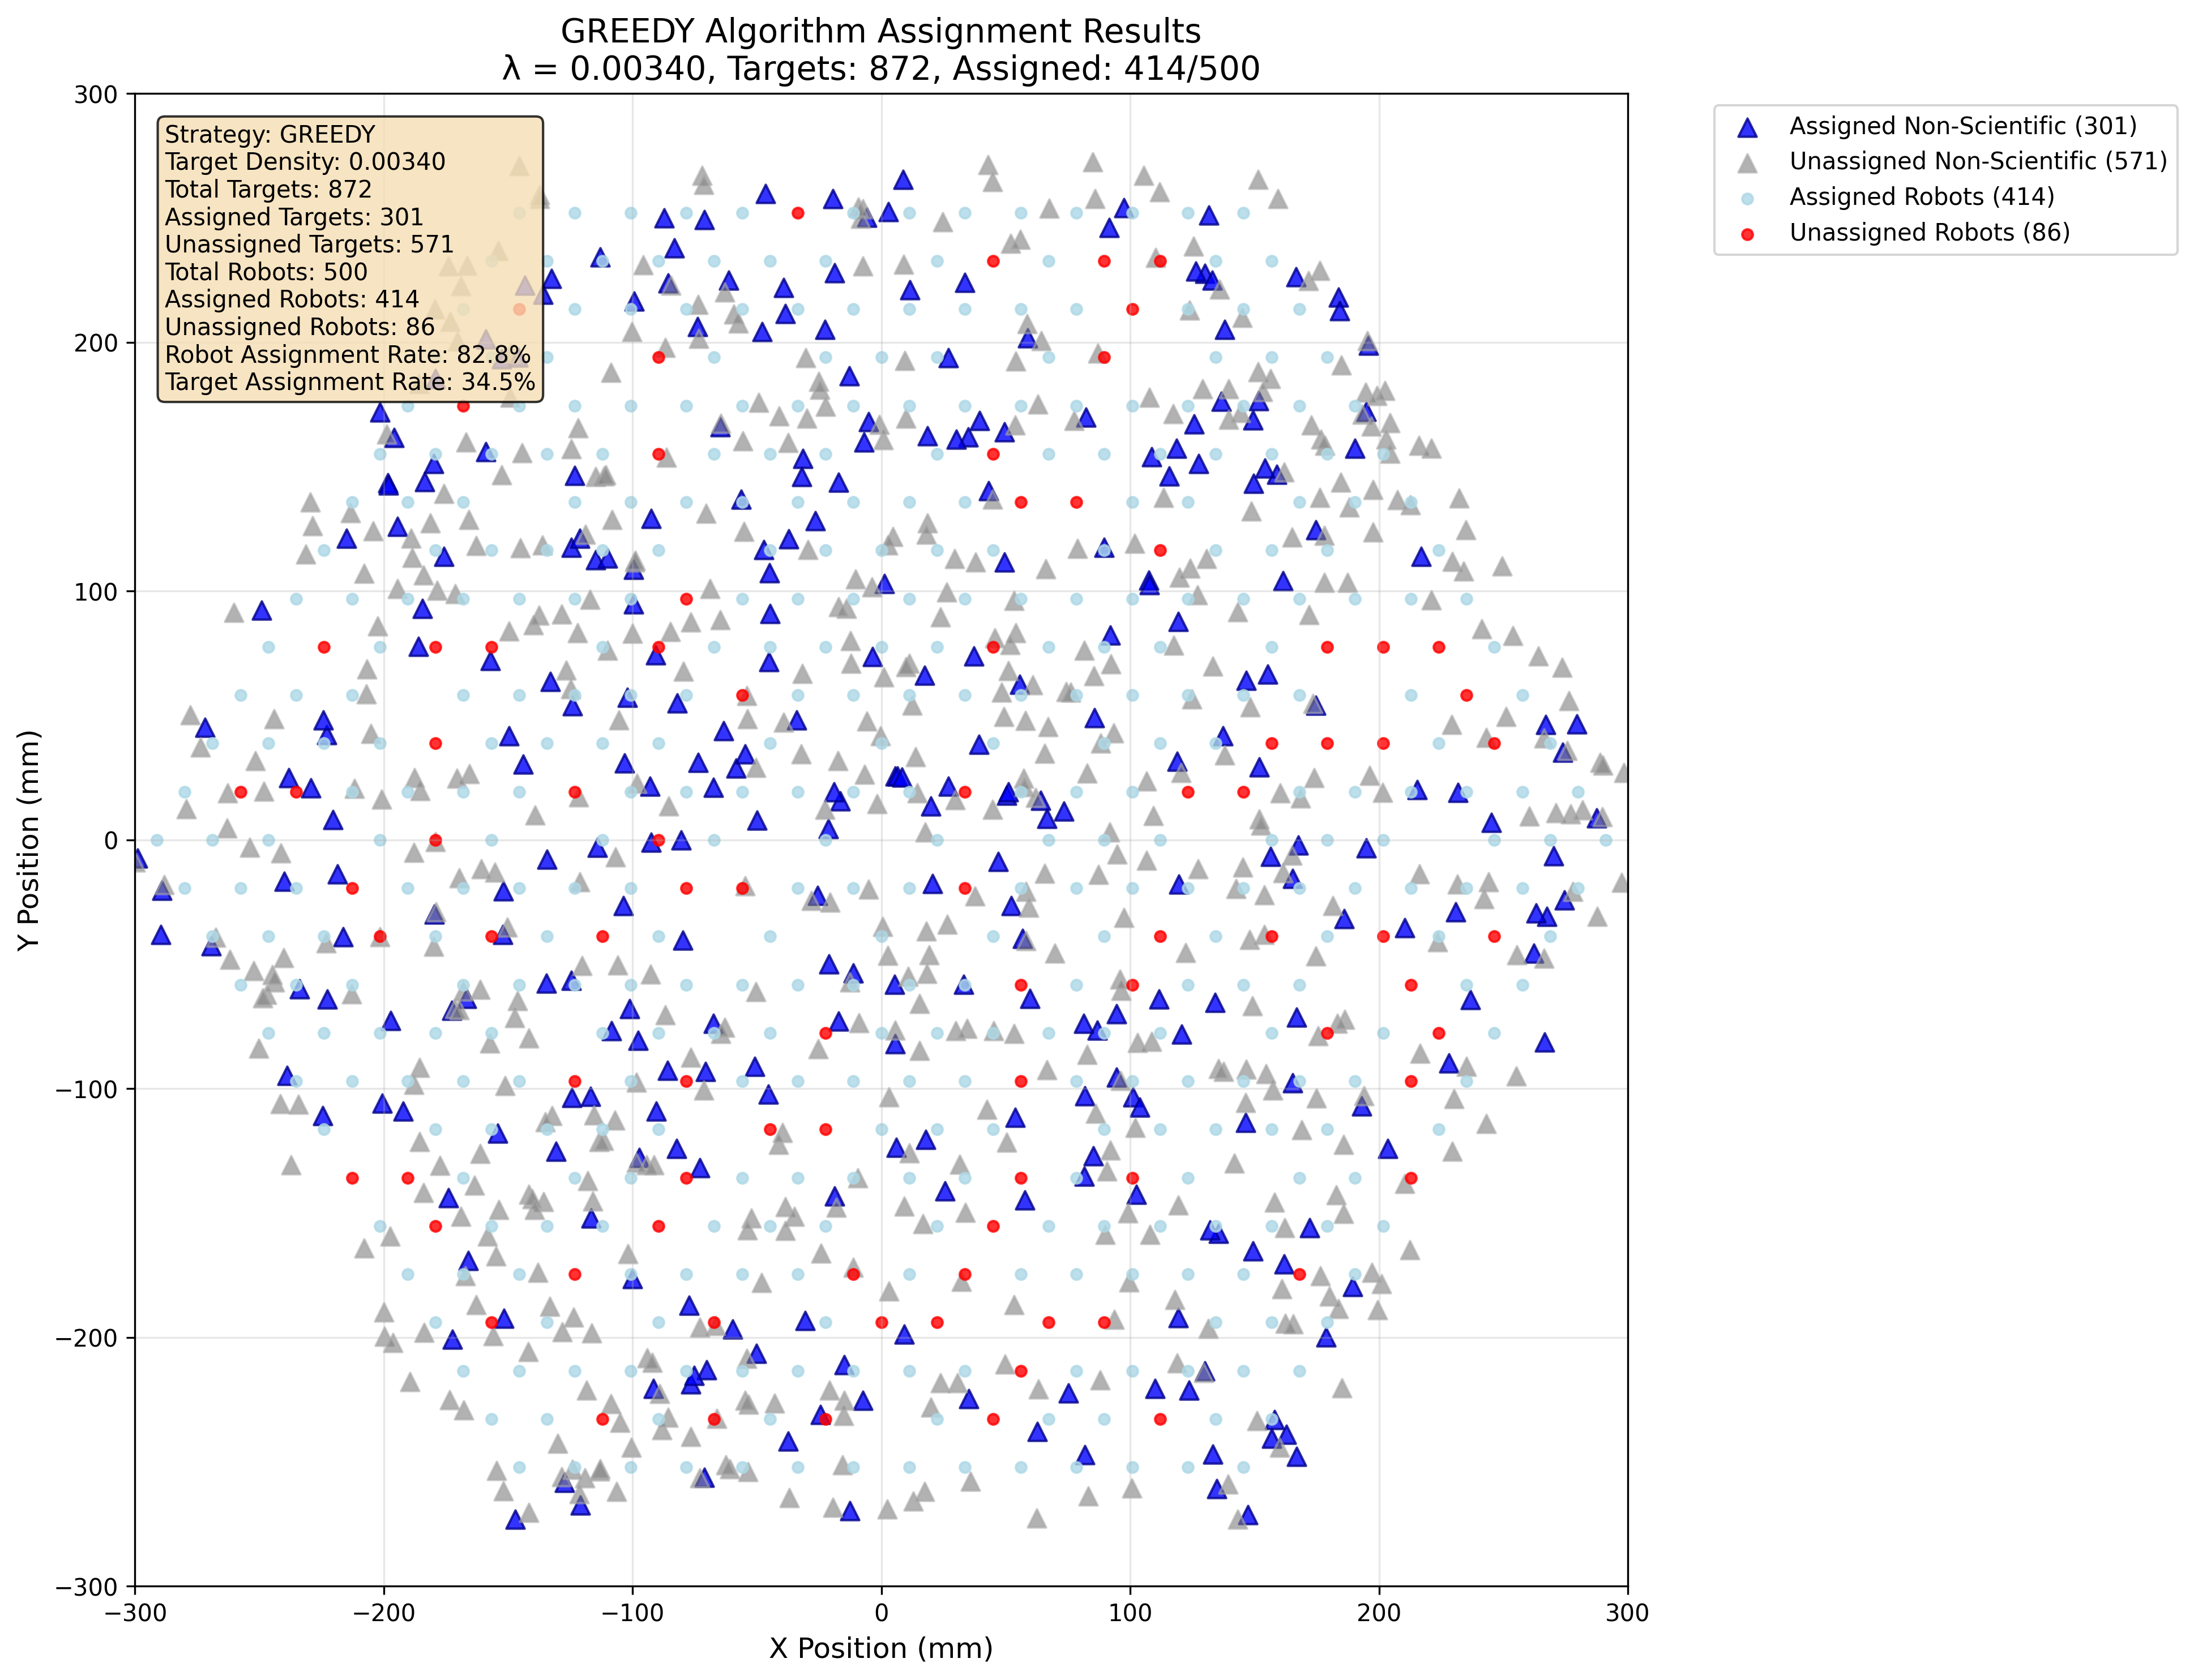 GREEDY Algorithm Assignment Results
λ = 0.00340, Targets: 872, Assigned: 414/500
Strategy: GREEDY
Target Density: 0.00340
Total Targets: 872
Assigned Targets: 301
Unassigned Targets: 571
Total Robots: 500
Assigned Robots: 414
Unassigned Robots: 86
Robot Assignment Rate: 82.8%
Target Assignment Rate: 34.5%
Assigned Non-Scientific (301)
Unassigned Non-Scientific (571)
Assigned Robots (414)
Unassigned Robots (86)
Y Position (mm)
300
200
100
0
−100
−200
−300
−300
−200
−100
0
100
200
300
X Position (mm)